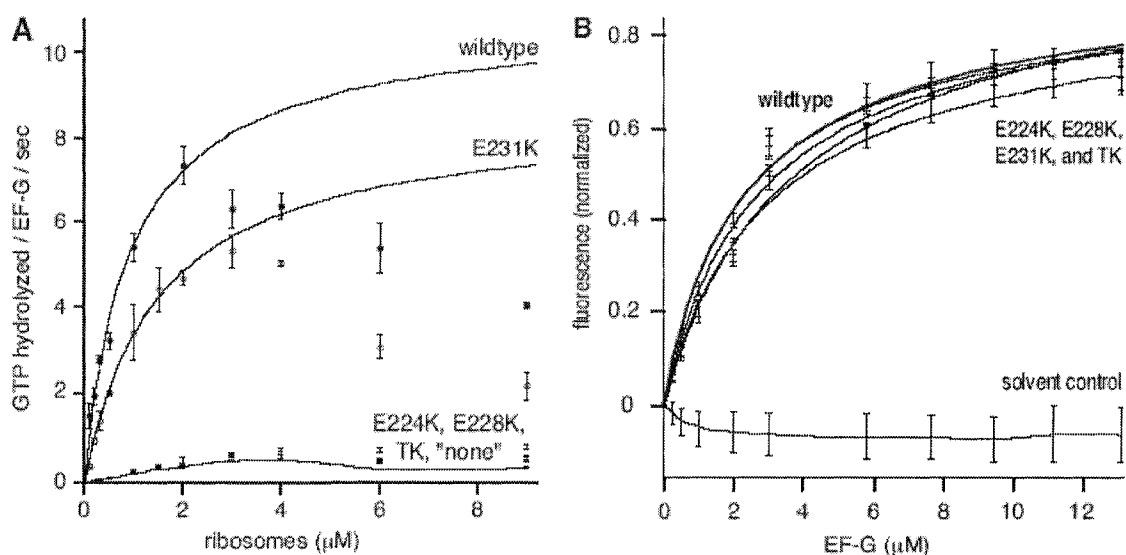 A
10
8
6
4
2
0
GTP hydrolyzed / EF-G / sec
wildtype
E231K
E224K, E228K,
TK, "none"
0 2 4 6 8
ribosomes (µM)
B
0.8
0.6
0.4
0.2
0
fluorescence (normalized)
wildtype
E224K, E228K,
E231K, and TK
solvent control
0 2 4 6 8 10 12
EF-G (µM)